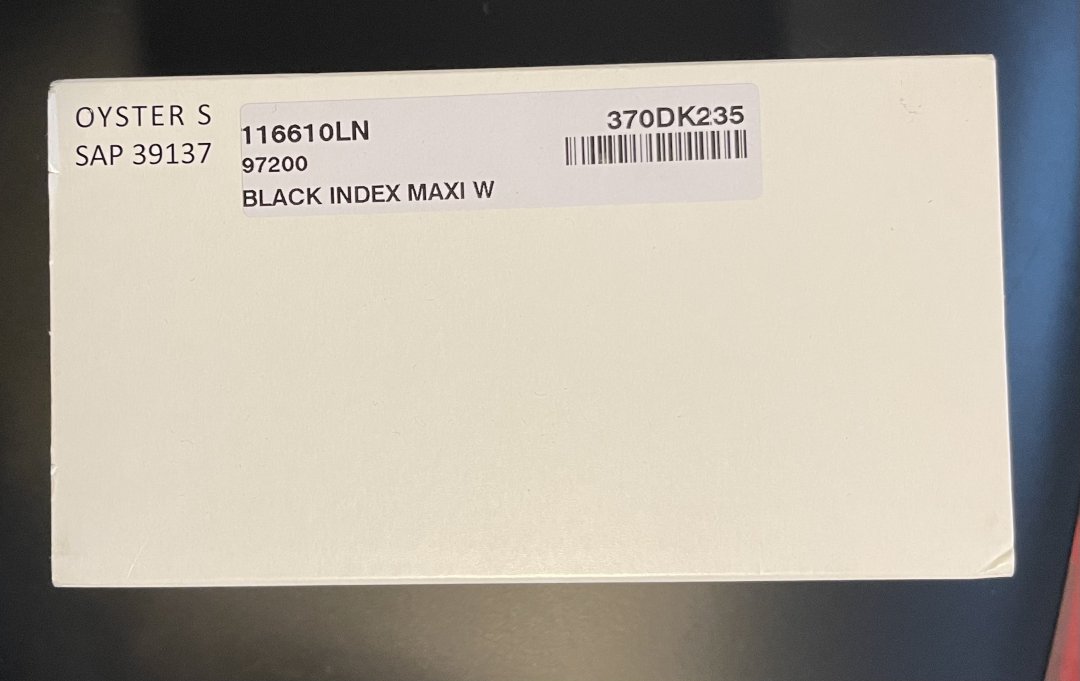 OYSTER S
SAP 39137
116610LN
97200
BLACK INDEX MAXI W
370DK235